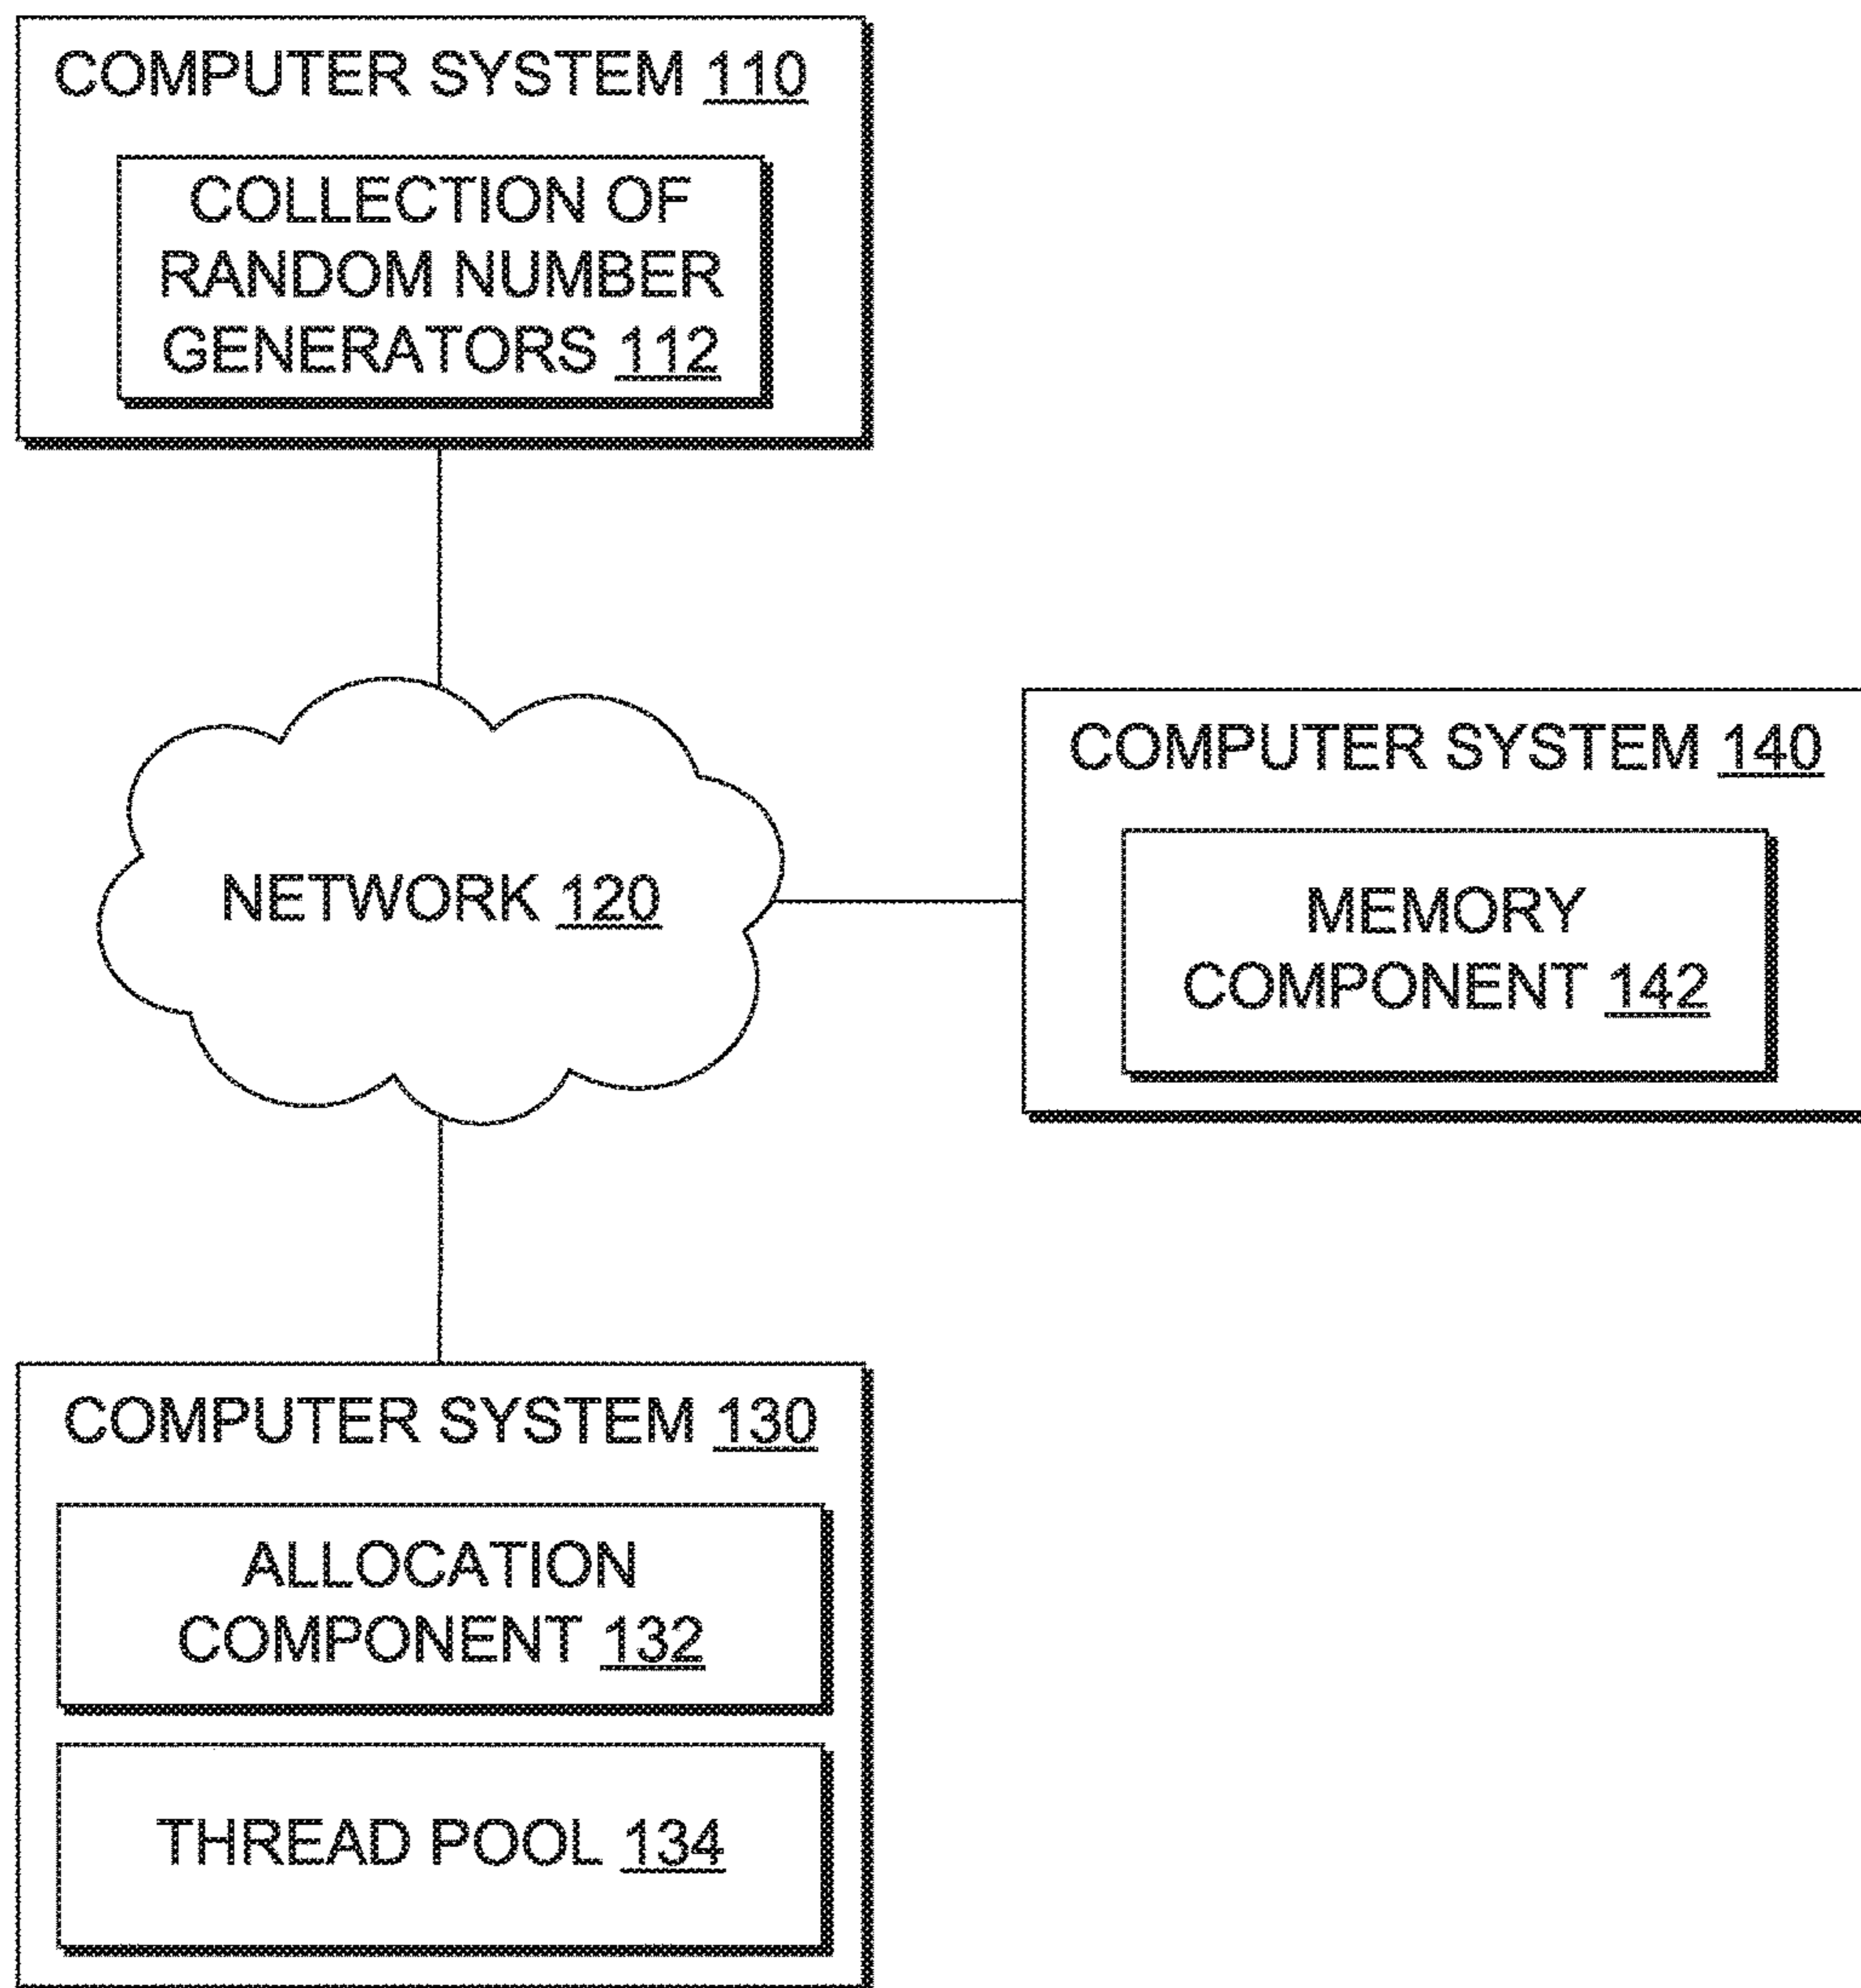 COMPUTER SYSTEM 110
COLLECTION OF
RANDOM NUMBER
GENERATORS 112
NETWORK 120
COMPUTER SYSTEM 140
MEMORY
COMPONENT 142
COMPUTER SYSTEM 130
ALLOCATION
COMPONENT 132
THREAD POOL 134